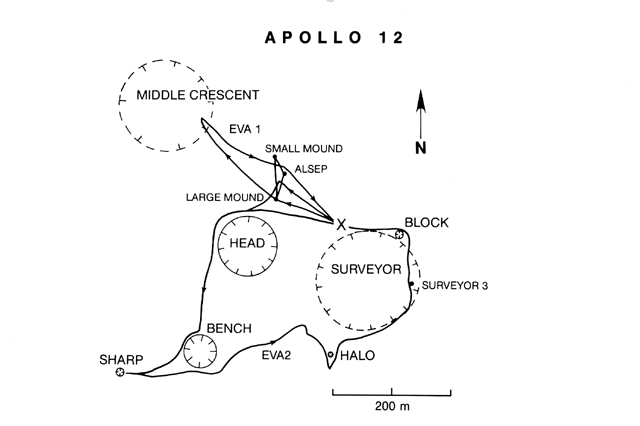 APOLLO 12
MIDDLE CRESCENT
EVA 1
SMALL MOUND
ALSEP
N
LARGE MOUND
X
BLOCK
HEAD
SURVEYOR
SURVEYOR 3
BENCH
SHARP
EVA2
HALO
200 m